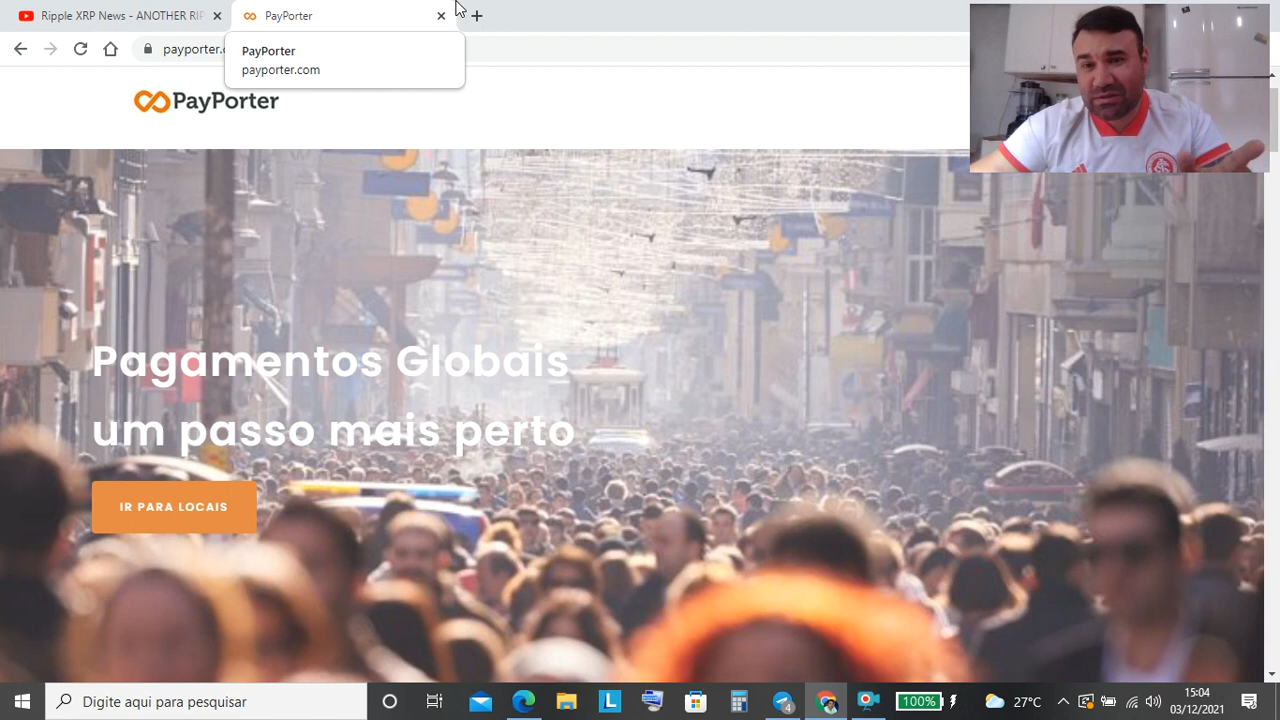 Ripple XRP News - ANOTHER RIP
PayPorter
payporter.c
PayPorter
payporter.com
PayPorter
Pagamentos Globais
um passo mais perto
IR PARA LOCAIS
Digite aqui para pesquisar
L
4
100%
27°C
15:04
03/12/2021